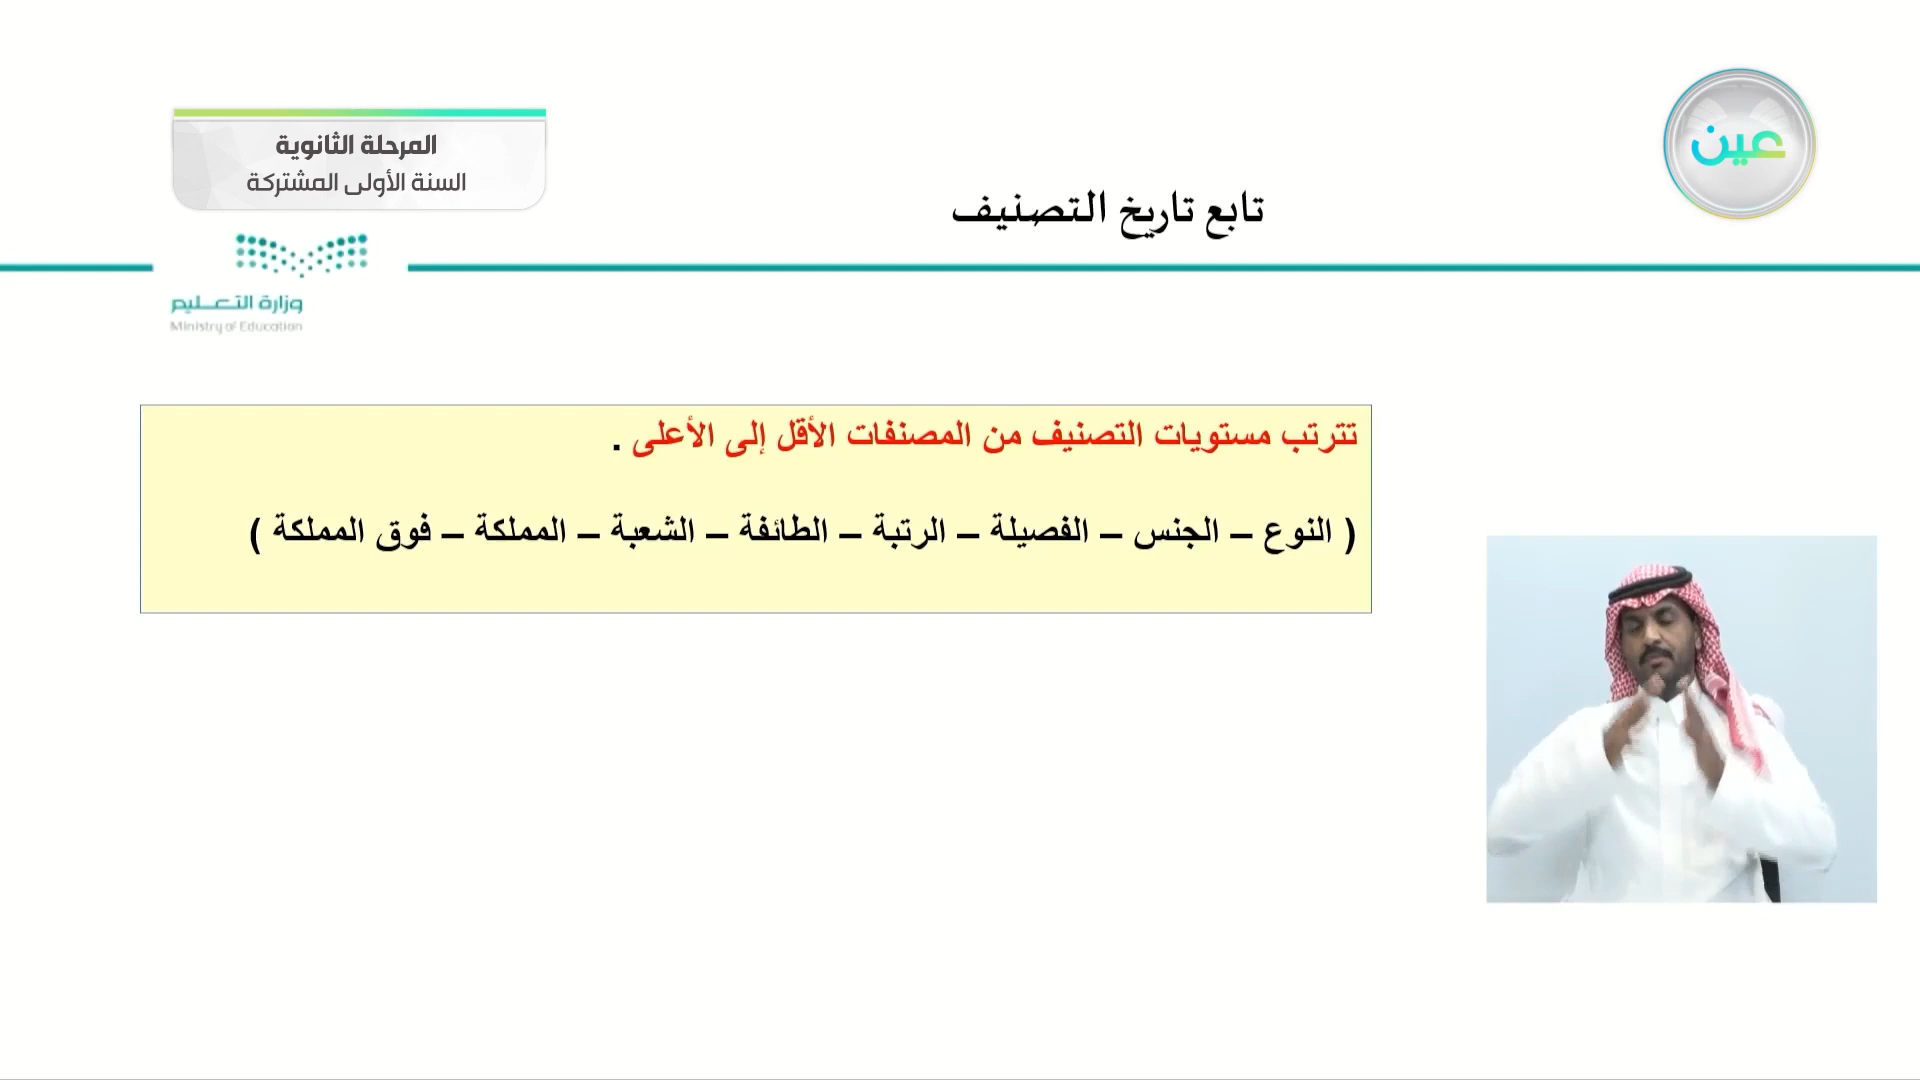 عين
المرحلة الثانوية
السنة الأولى المشتركة
تابع تاريخ التصنيف
وزارة التعـــليم
Ministry of Education
تترتب مستويات التصنيف من المصنفات الأقل إلى الأعلى .
( النوع – الجنس – الفصيلة – الرتبة – الطائفة – الشعبة – المملكة – فوق المملكة )